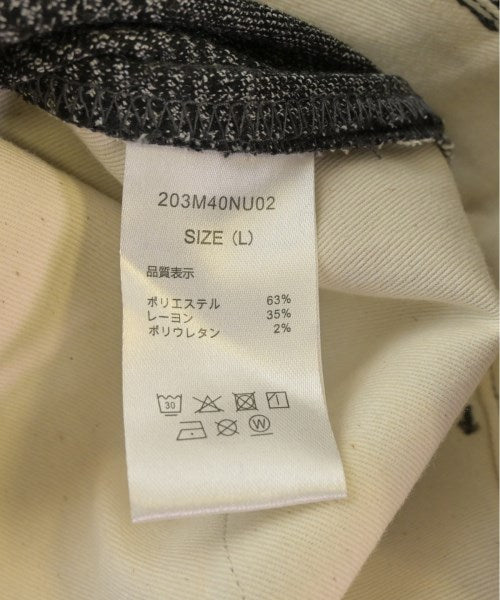 203M40NU02
SIZE (L)
品質表示
ポリエステル 63%
レーヨン 35%
ポリウレタン 2%
30
W